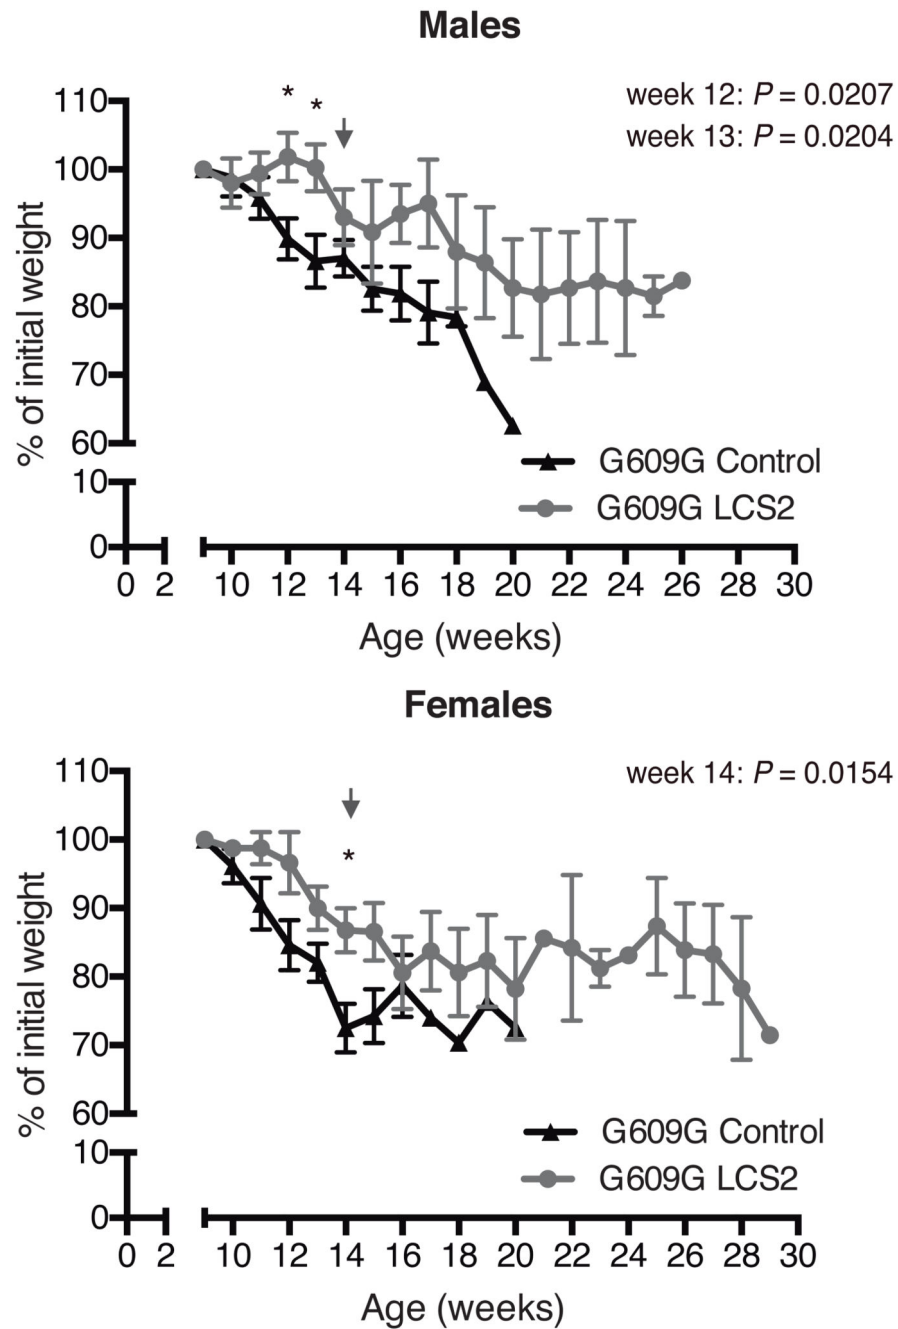 Males
week 12: P = 0.0207
week 13: P = 0.0204
* *
110
100
90
80
70
60
10
0
% of initial weight
G609G Control
G609G LCS2
0 2 10 12 14 16 18 20 22 24 26 28 30
Age (weeks)
Females
week 14: P = 0.0154
*
110
100
90
80
70
60
10
0
% of initial weight
G609G Control
G609G LCS2
0 2 10 12 14 16 18 20 22 24 26 28 30
Age (weeks)